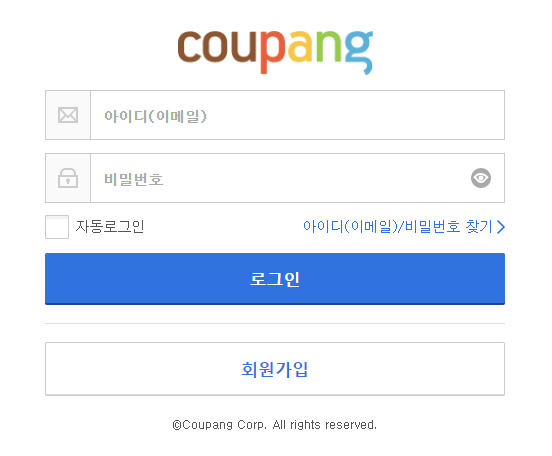 coupang
아이디(이메일)
비밀번호
자동로그인 아이디(이메일)/비밀번호 찾기
로그인
회원가입
©Coupang Corp. All rights reserved.